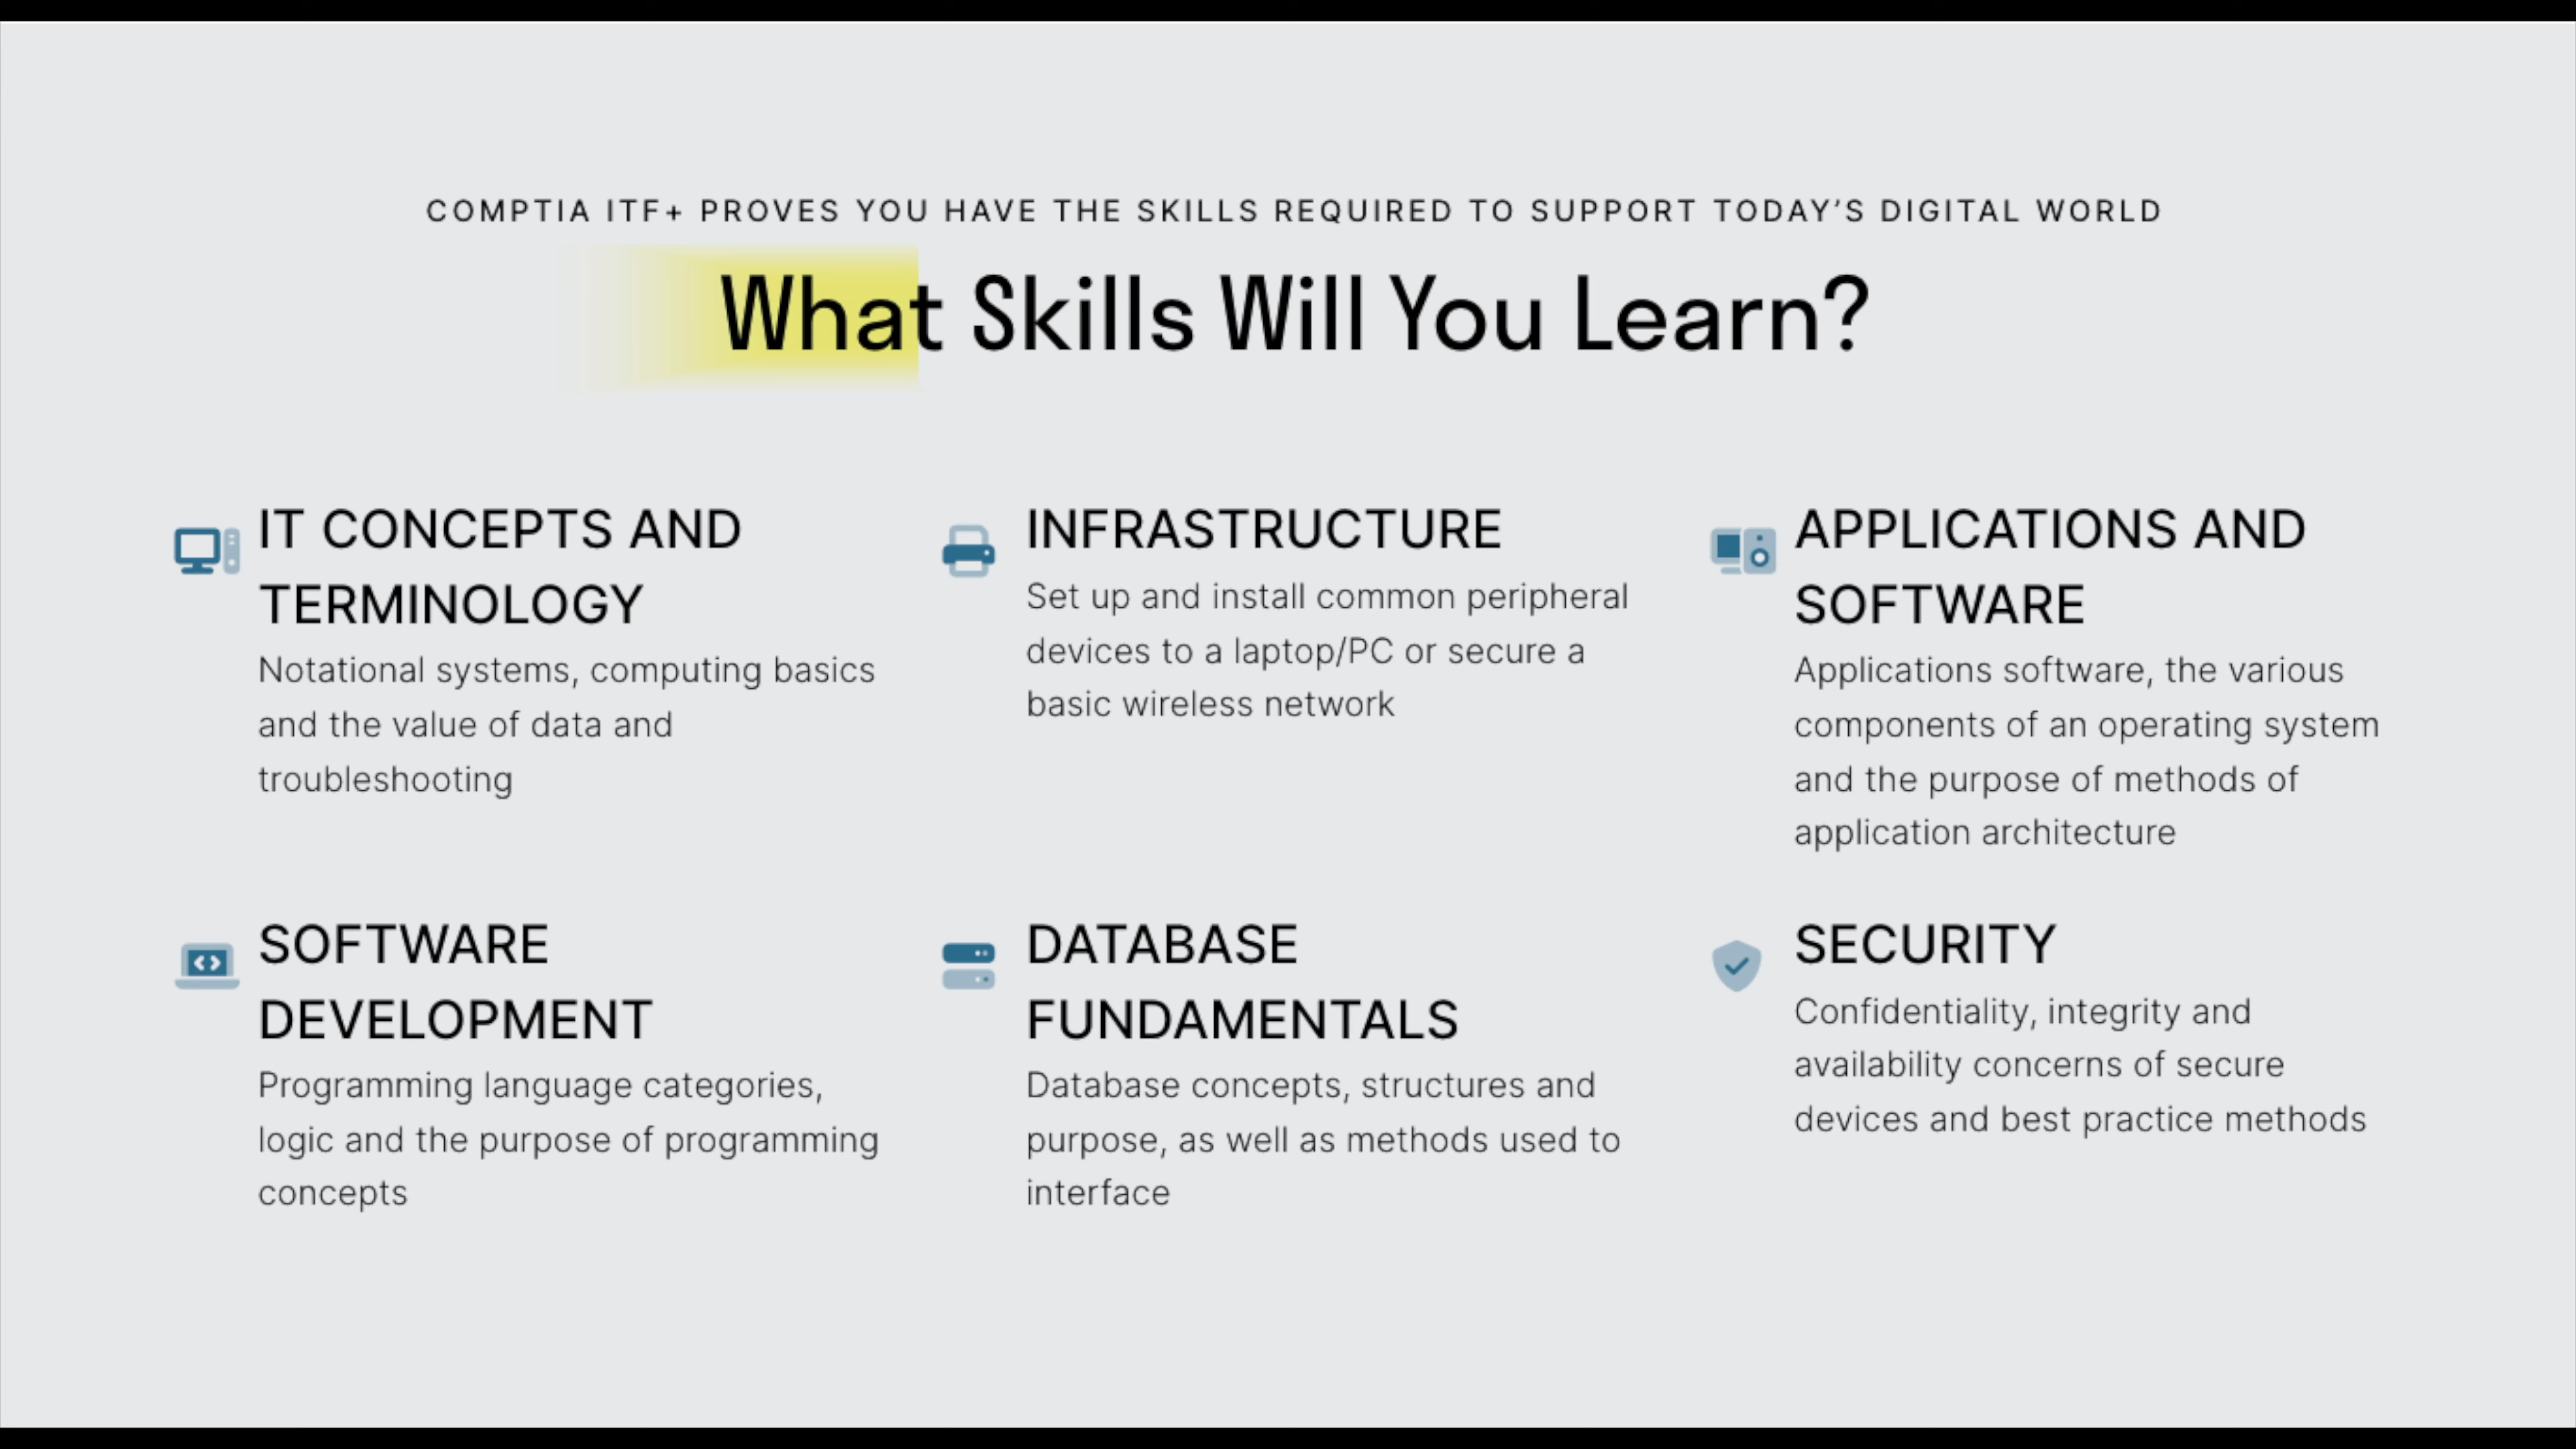 COMPTIA ITF+ PROVES YOU HAVE THE SKILLS REQUIRED TO SUPPORT TODAY’S DIGITAL WORLD
What Skills Will You Learn?
IT CONCEPTS AND
TERMINOLOGY
Notational systems, computing basics
and the value of data and
troubleshooting
INFRASTRUCTURE
Set up and install common peripheral
devices to a laptop/PC or secure a
basic wireless network
APPLICATIONS AND
SOFTWARE
Applications software, the various
components of an operating system
and the purpose of methods of
application architecture
SOFTWARE
DEVELOPMENT
Programming language categories,
logic and the purpose of programming
concepts
DATABASE
FUNDAMENTALS
Database concepts, structures and
purpose, as well as methods used to
interface
SECURITY
Confidentiality, integrity and
availability concerns of secure
devices and best practice methods